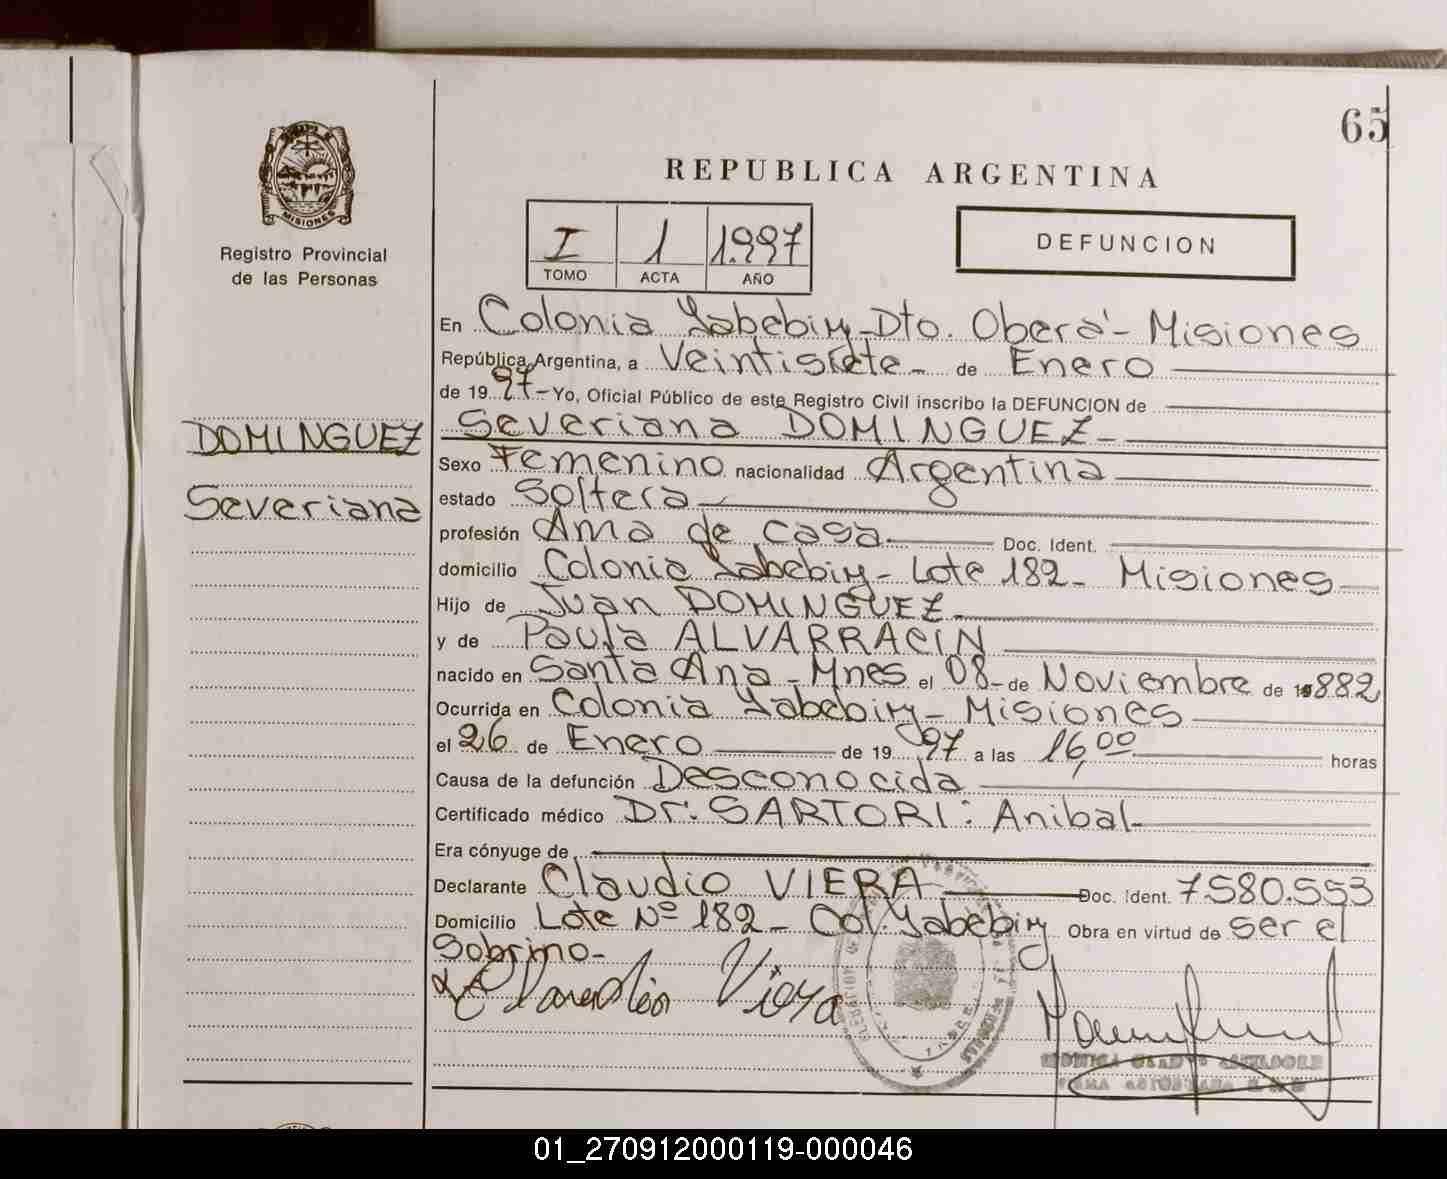 65
REPUBLICA ARGENTINA
MISIONES
Registro Provincial
de las Personas
I 1 1.997
TOMO ACTA AÑO
DEFUNCION
En Colonia Yabebiry-Dto. Oberá-Misiones
República Argentina, a Veintisiete- de Enero
de 1997- Yo, Oficial Público de este Registro Civil inscribo la DEFUNCION de
DOMINGUEZ
Severiana
Severiana DOMINGUEZ-
Sexo Femenino nacionalidad Argentina
estado Soltera
profesión Ama de casa Doc. Ident.
domicilio Colonia Yabebiry- Lote 182- Misiones
Hijo de Juan DOMINGUEZ
y de Paula ALVARRACIN
nacido en Santa Ana-Mnes el 08-de Noviembre de 1882
Ocurrida en Colonia Yabebiry-Misiones
el 26 de Enero de 1997 a las 16,00 horas
Causa de la defunción Desconocida
Certificado médico Dr. SARTORI: Anibal-
Era cónyuge de
Declarante Claudio VIERA Doc. Ident. 7.580.553
Domicilio Lote Nº 182- Col. Yabebiry Obra en virtud de ser el
Sobrino-
Claudio Viera
01_270912000119-000046